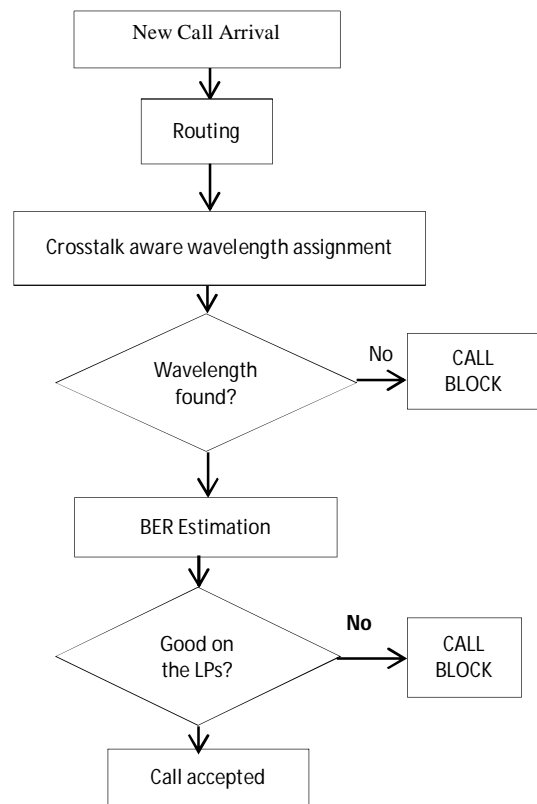 New Call Arrival
Routing
Crosstalk aware wavelength assignment
Wavelength
found?
No
CALL
BLOCK
BER Estimation
Good on
the LPs?
No
CALL
BLOCK
Call accepted